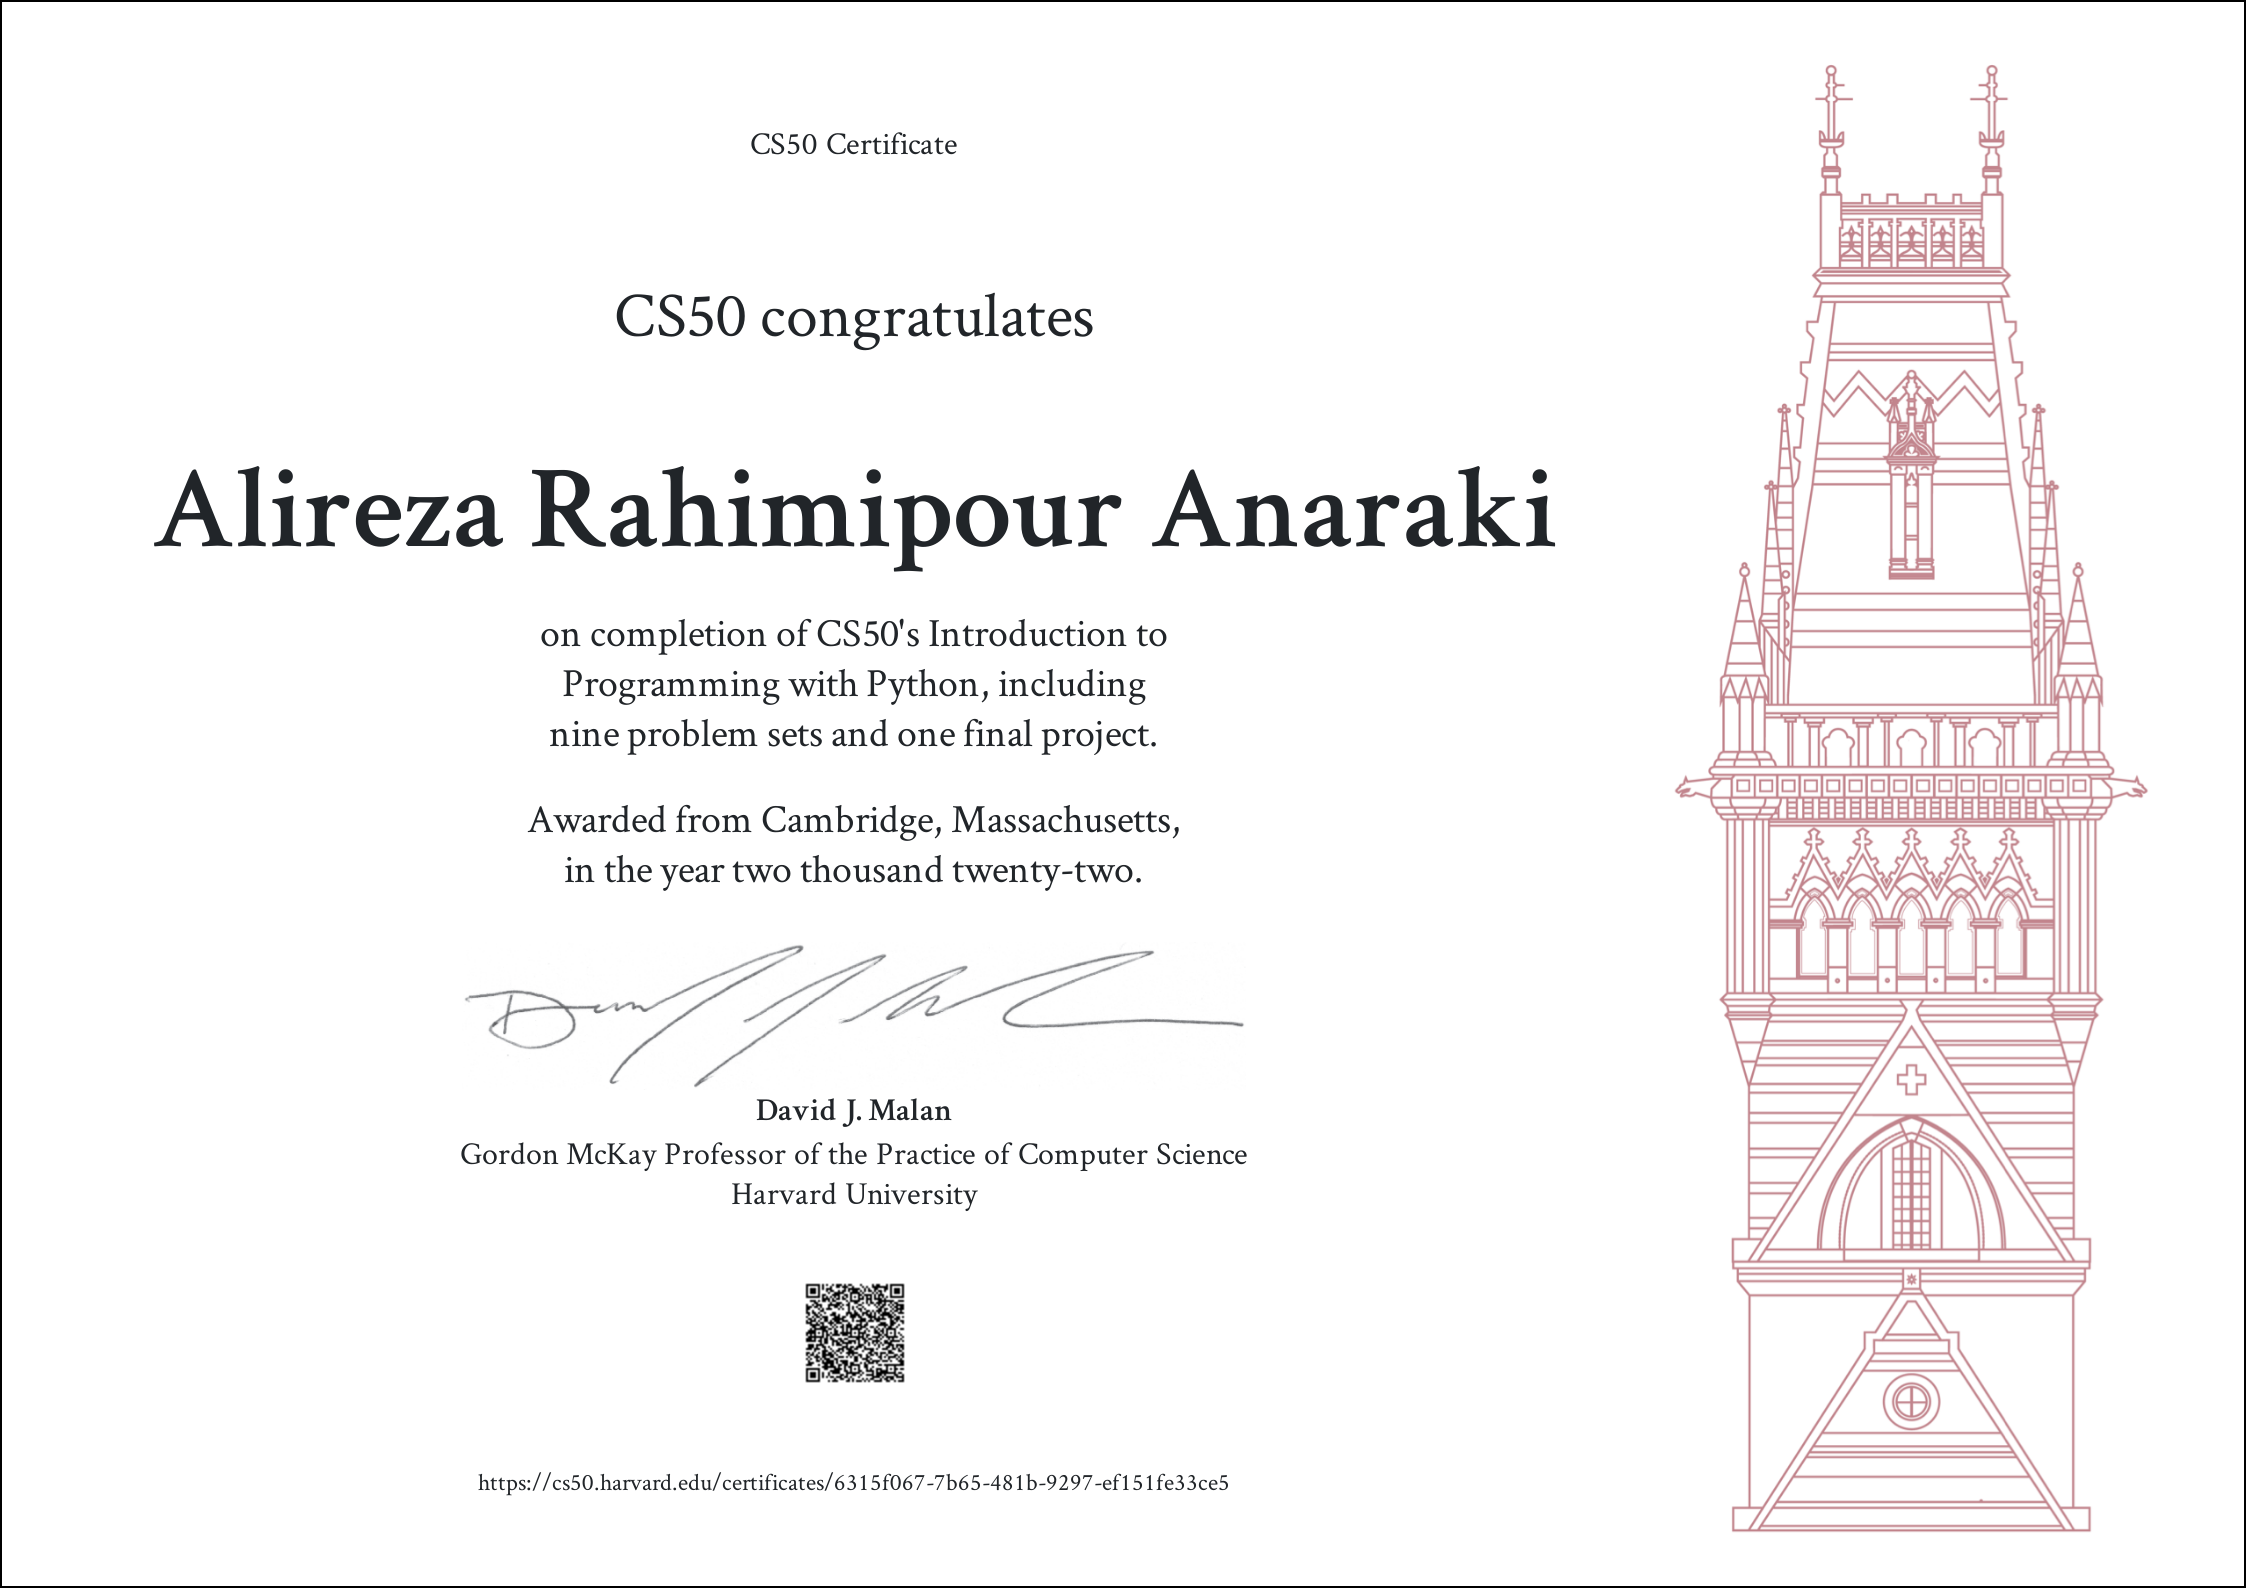 CS50 Certificate
CS50 congratulates
Alireza Rahimipour Anaraki
on completion of CS50's Introduction to
Programming with Python, including
nine problem sets and one final project.
Awarded from Cambridge, Massachusetts,
in the year two thousand twenty-two.
David J. Malan
Gordon McKay Professor of the Practice of Computer Science
Harvard University
https://cs50.harvard.edu/certificates/6315f067-7b65-481b-9297-ef151fe33ce5